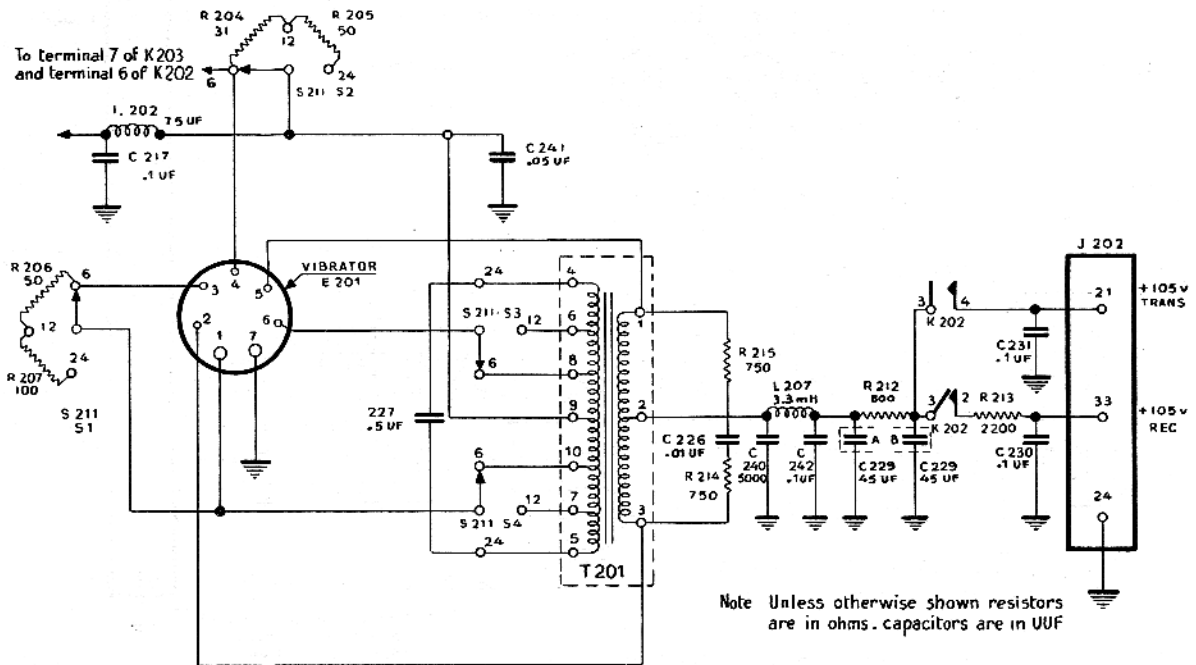 R 204
31
R 205
50
12
To terminal 7 of K203
and terminal 6 of K202
6
24
S 211 S2
L 202
75 UF
C 217
.1 UF
C 241
.05 UF
R 206
50
6
12
24
R 207
100
S 211
S1
VIBRATOR
E 201
1
2
3
4
5
6
7
227
.5 UF
24
S 211 S3
12
6
6
S 211 S4
12
24
4
6
8
9
10
7
5
1
2
3
T 201
R 215
750
C 226
.01 UF
R 214
750
L 207
3.3 mH
C
240
5000
C
242
.1UF
R 212
800
A
B
C 229
45 UF
C 229
45 UF
3
4
K 202
3
2
K 202
R 213
2200
C 231
.1 UF
C 230
.1 UF
J 202
21
33
24
+105v
TRANS
+105v
REC
Note Unless otherwise shown resistors
are in ohms. capacitors are in UUF